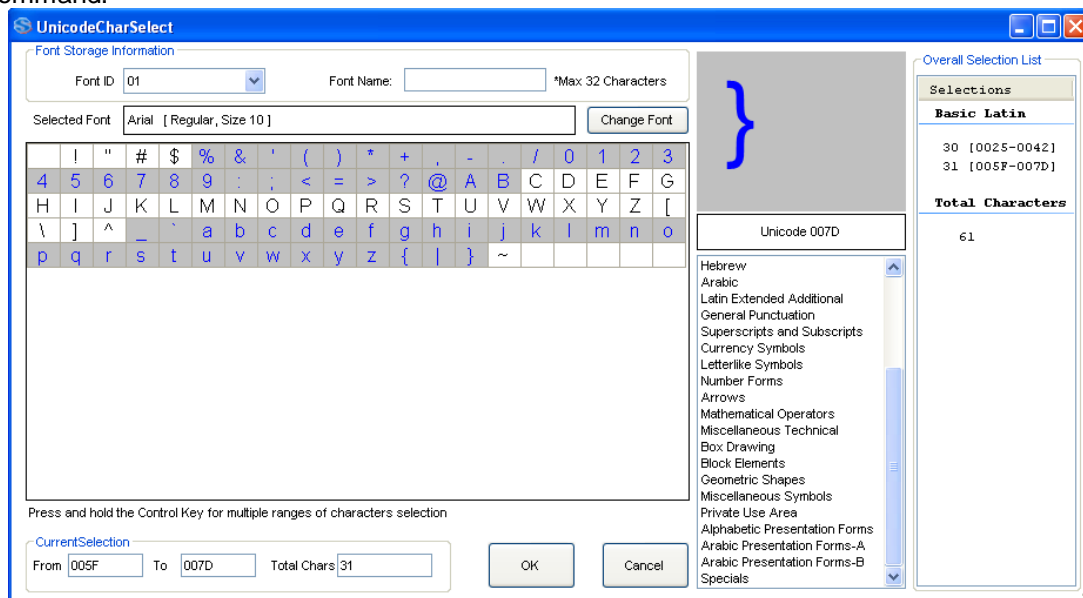 ommand.
UnicodeCharSelect
Font Storage Information
Font ID 01 Font Name: *Max 32 Characters
Selected Font Arial [ Regular, Size 10 ] Change Font
! " # $ % & ' ( ) * + , - . / 0 1 2 3
4 5 6 7 8 9 : ; < = > ? @ A B C D E F G
H I J K L M N O P Q R S T U V W X Y Z [
\ ] ^ _ ` a b c d e f g h i j k l m n o
p q r s t u v w x y z { | } ~
Press and hold the Control Key for multiple ranges of characters selection
CurrentSelection
From 005F To 007D Total Chars 31
OK Cancel
}
Unicode 007D
Hebrew
Arabic
Latin Extended Additional
General Punctuation
Superscripts and Subscripts
Currency Symbols
Letterlike Symbols
Number Forms
Arrows
Mathematical Operators
Miscellaneous Technical
Box Drawing
Block Elements
Geometric Shapes
Miscellaneous Symbols
Private Use Area
Alphabetic Presentation Forms
Arabic Presentation Forms-A
Arabic Presentation Forms-B
Specials
Overall Selection List
Selections
Basic Latin
30 [0025-0042]
31 [005F-007D]
Total Characters
61